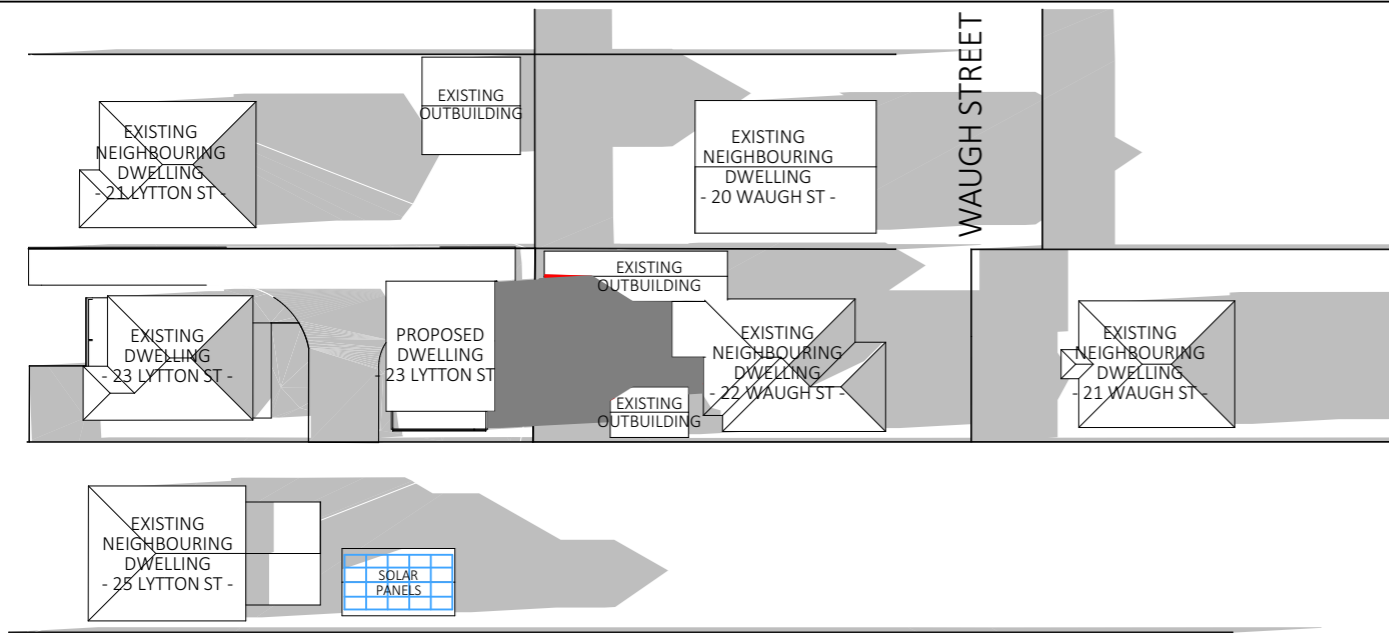 WAUGH STREET
EXISTING
OUTBUILDING
EXISTING
NEIGHBOURING
DWELLING
- 21 LYTTON ST -
EXISTING
NEIGHBOURING
DWELLING
- 20 WAUGH ST -
EXISTING
OUTBUILDING
EXISTING
DWELLING
- 23 LYTTON ST -
PROPOSED
DWELLING
- 23 LYTTON ST
EXISTING
NEIGHBOURING
DWELLING
- 22 WAUGH ST -
EXISTING
NEIGHBOURING
DWELLING
- 21 WAUGH ST -
EXISTING
OUTBUILDING
EXISTING
NEIGHBOURING
DWELLING
- 25 LYTTON ST -
SOLAR
PANELS